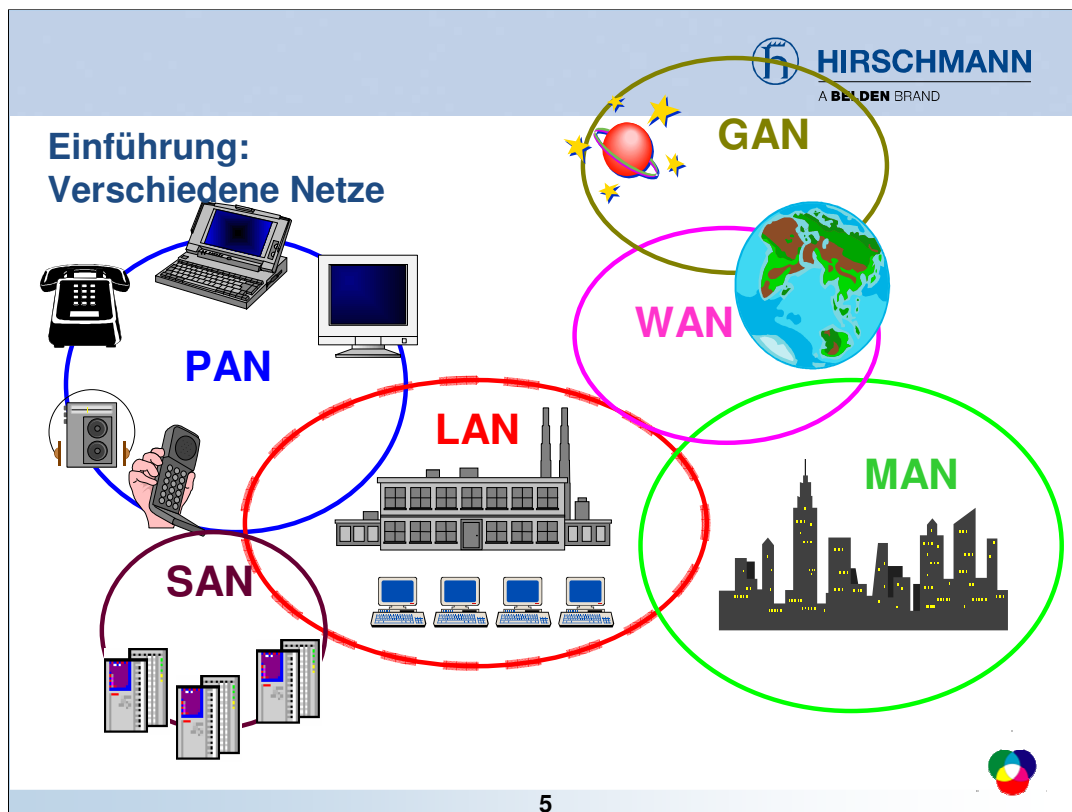 HIRSCHMANN
A BELDEN BRAND
Einführung:
Verschiedene Netze
GAN
WAN
PAN
LAN
MAN
SAN
5